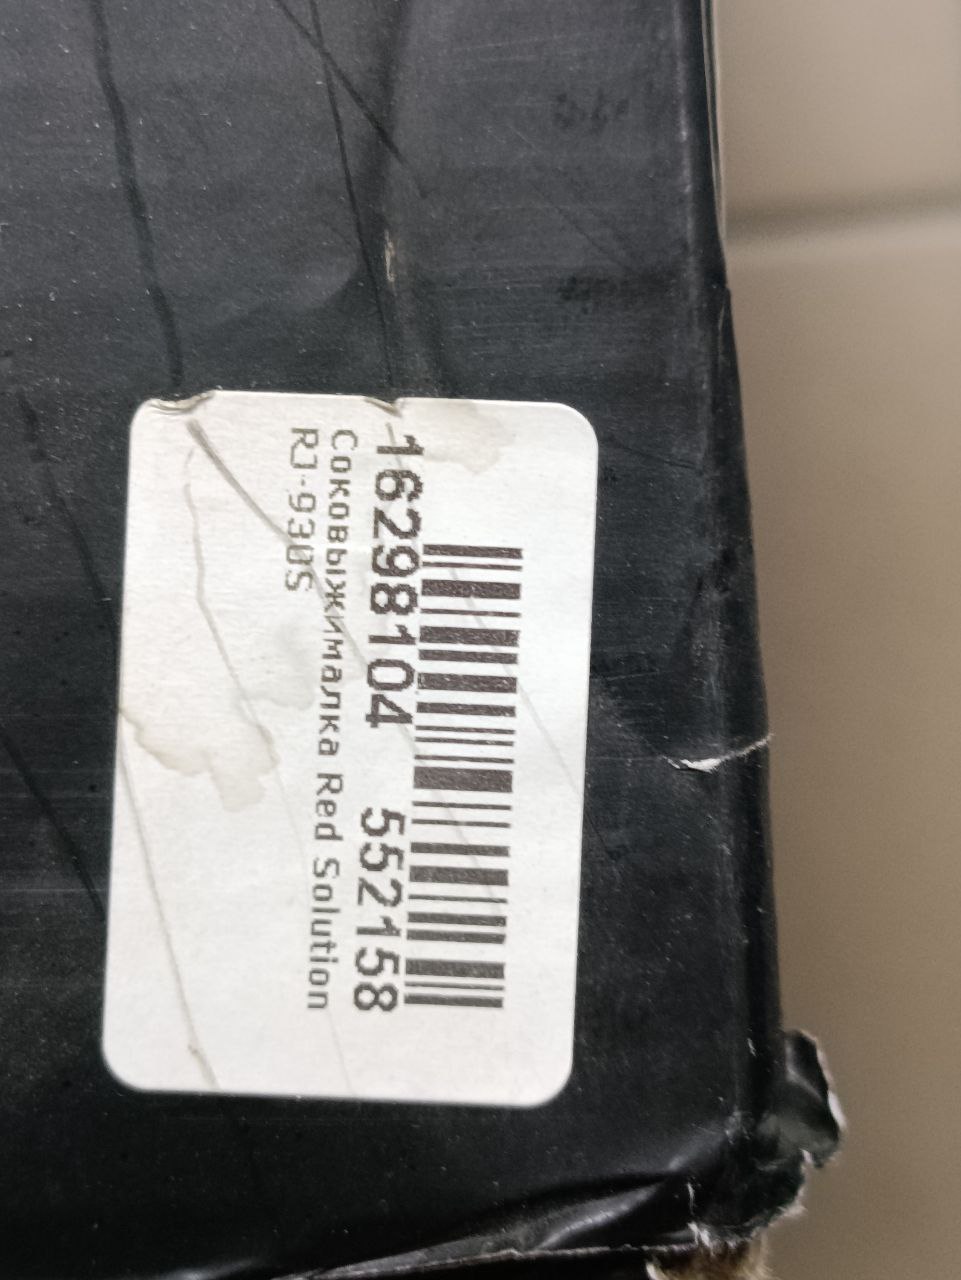 16298104 552158
Соковыжималка Red Solution
RJ-930S